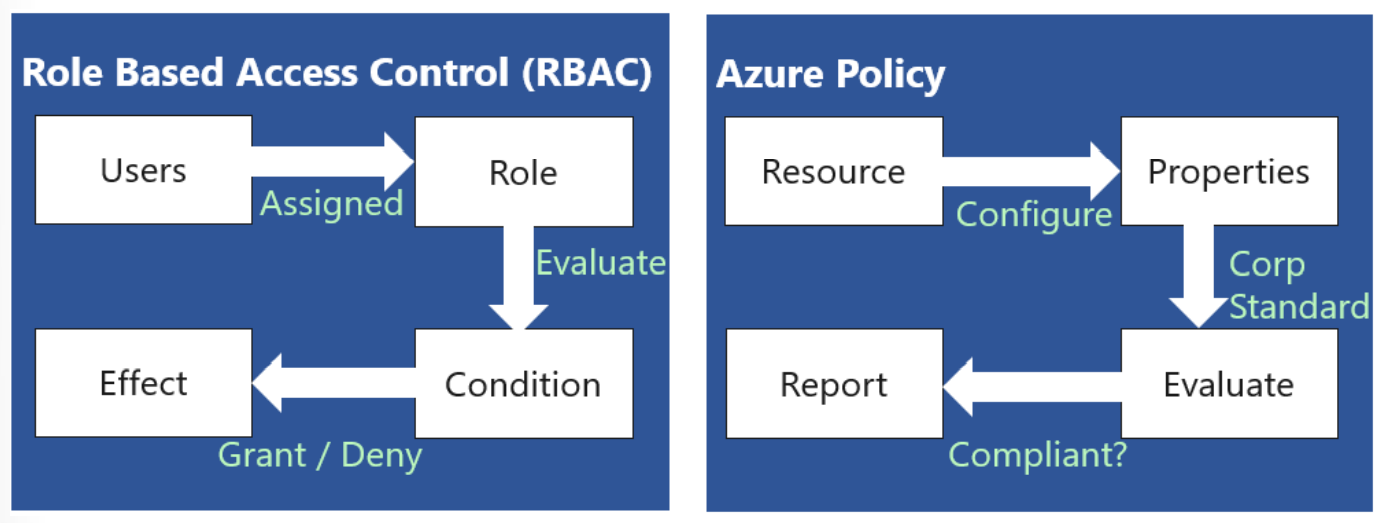 Role Based Access Control (RBAC)
Users
Assigned
Role
Evaluate
Condition
Grant / Deny
Effect
Azure Policy
Resource
Configure
Properties
Corp
Standard
Evaluate
Compliant?
Report